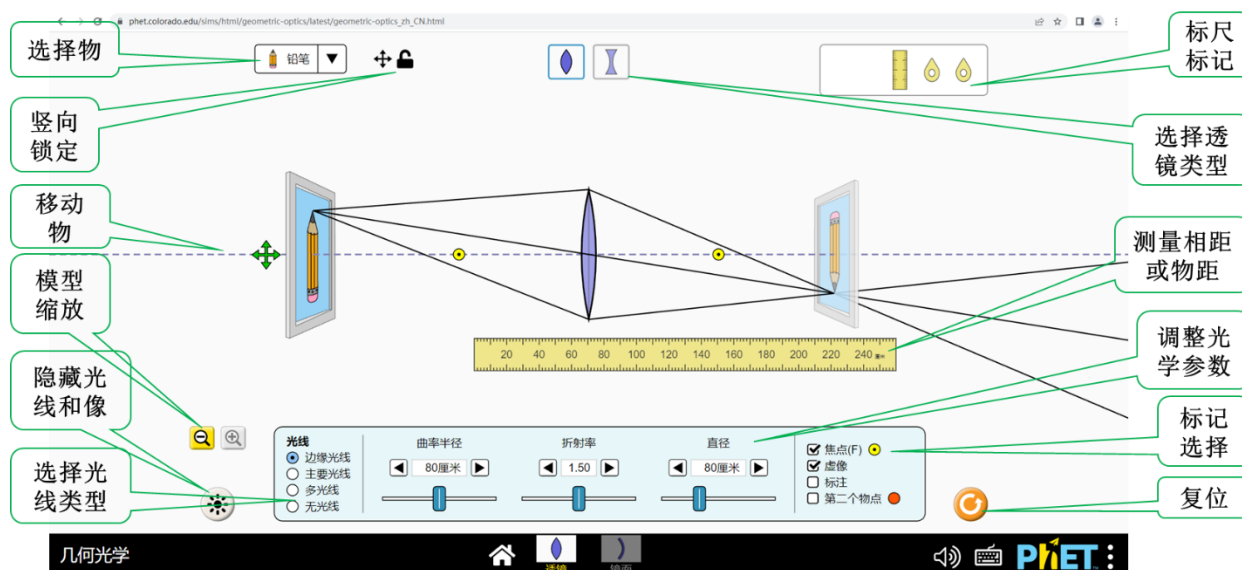 phet.colorado.edu/sims/html/geometric-optics/latest/geometric-optics_zh_CN.html
选择物
铅笔
标尺
标记
竖向
锁定
选择透
镜类型
移动
物
测量相距
或物距
模型
缩放
20 40 60 80 100 120 140 160 180 200 220 240 厘米
调整光
学参数
隐藏光
线和像
标记
选择
光线
边缘光线
主要光线
多光线
无光线
曲率半径
80厘米
折射率
1.50
直径
80厘米
焦点(F)
虚像
标注
第二个物点
选择光
线类型
复位
几何光学
透镜
镜面
PhET